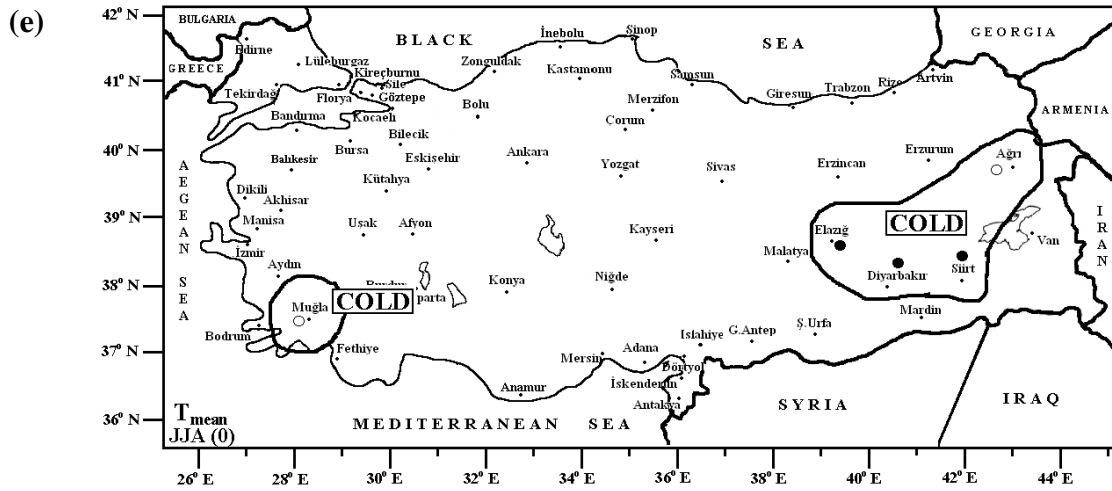 (e)
42° N
41° N
40° N
39° N
38° N
37° N
36° N
BULGARIA
BLACK SEA
GEORGIA
GREECE
ARMENIA
AEGEAN SEA
IRAN
MEDITERRANEAN SEA
SYRIA
IRAQ
Edirne
Lüleburgaz
Kireçburnu
Şile
Tekirdağ
Florya
Göztepe
Kocaeli
Bandırma
Bursa
Bilecik
Zonguldak
Bolu
Kastamonu
İnebolu
Sinop
Samsun
Merzifon
Çorum
Giresun
Trabzon
Rize
Artvin
Balıkesir
Eskişehir
Kütahya
Ankara
Yozgat
Sivas
Erzincan
Erzurum
Ağrı
Dikili
Akhisar
Manisa
İzmir
Uşak
Afyon
Kayseri
Malatya
Elazığ
COLD
Van
Diyarbakır
Siirt
Aydın
Muğla
COLD
Konya
Niğde
Mardin
Bodrum
Fethiye
Mersin
Adana
Islahiye
G.Antep
Ş.Urfa
Dörtyol
Anamur
İskenderun
Antakya
Tmean
JJA (0)
26° E 28° E 30° E 32° E 34° E 36° E 38° E 40° E 42° E 44° E